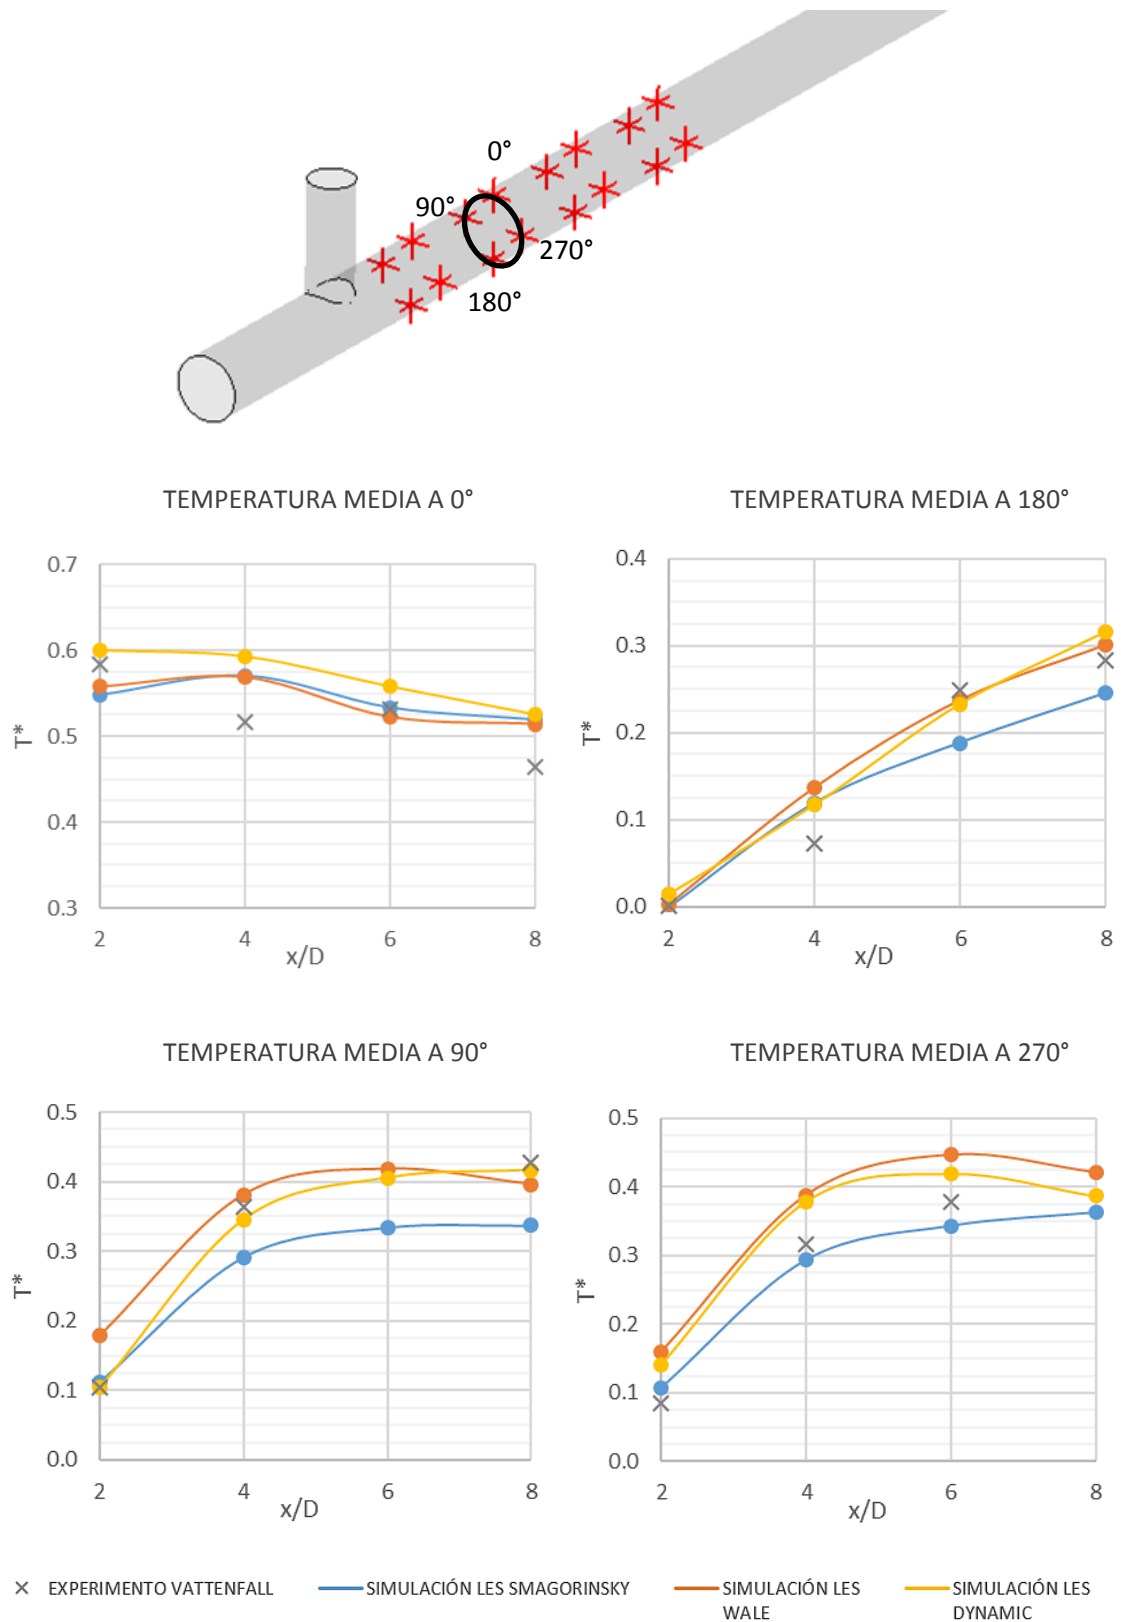 0°
90°
270°
180°
TEMPERATURA MEDIA A 0°
0.7
0.6
0.5
0.4
0.3
T*
2 4 6 8
x/D
TEMPERATURA MEDIA A 180°
0.4
0.3
0.2
0.1
0.0
T*
2 4 6 8
x/D
TEMPERATURA MEDIA A 90°
0.5
0.4
0.3
0.2
0.1
0.0
T*
2 4 6 8
x/D
TEMPERATURA MEDIA A 270°
0.5
0.4
0.3
0.2
0.1
0.0
T*
2 4 6 8
x/D
EXPERIMENTO VATTENFALL
SIMULACIÓN LES SMAGORINSKY
SIMULACIÓN LES
WALE
SIMULACIÓN LES
DYNAMIC